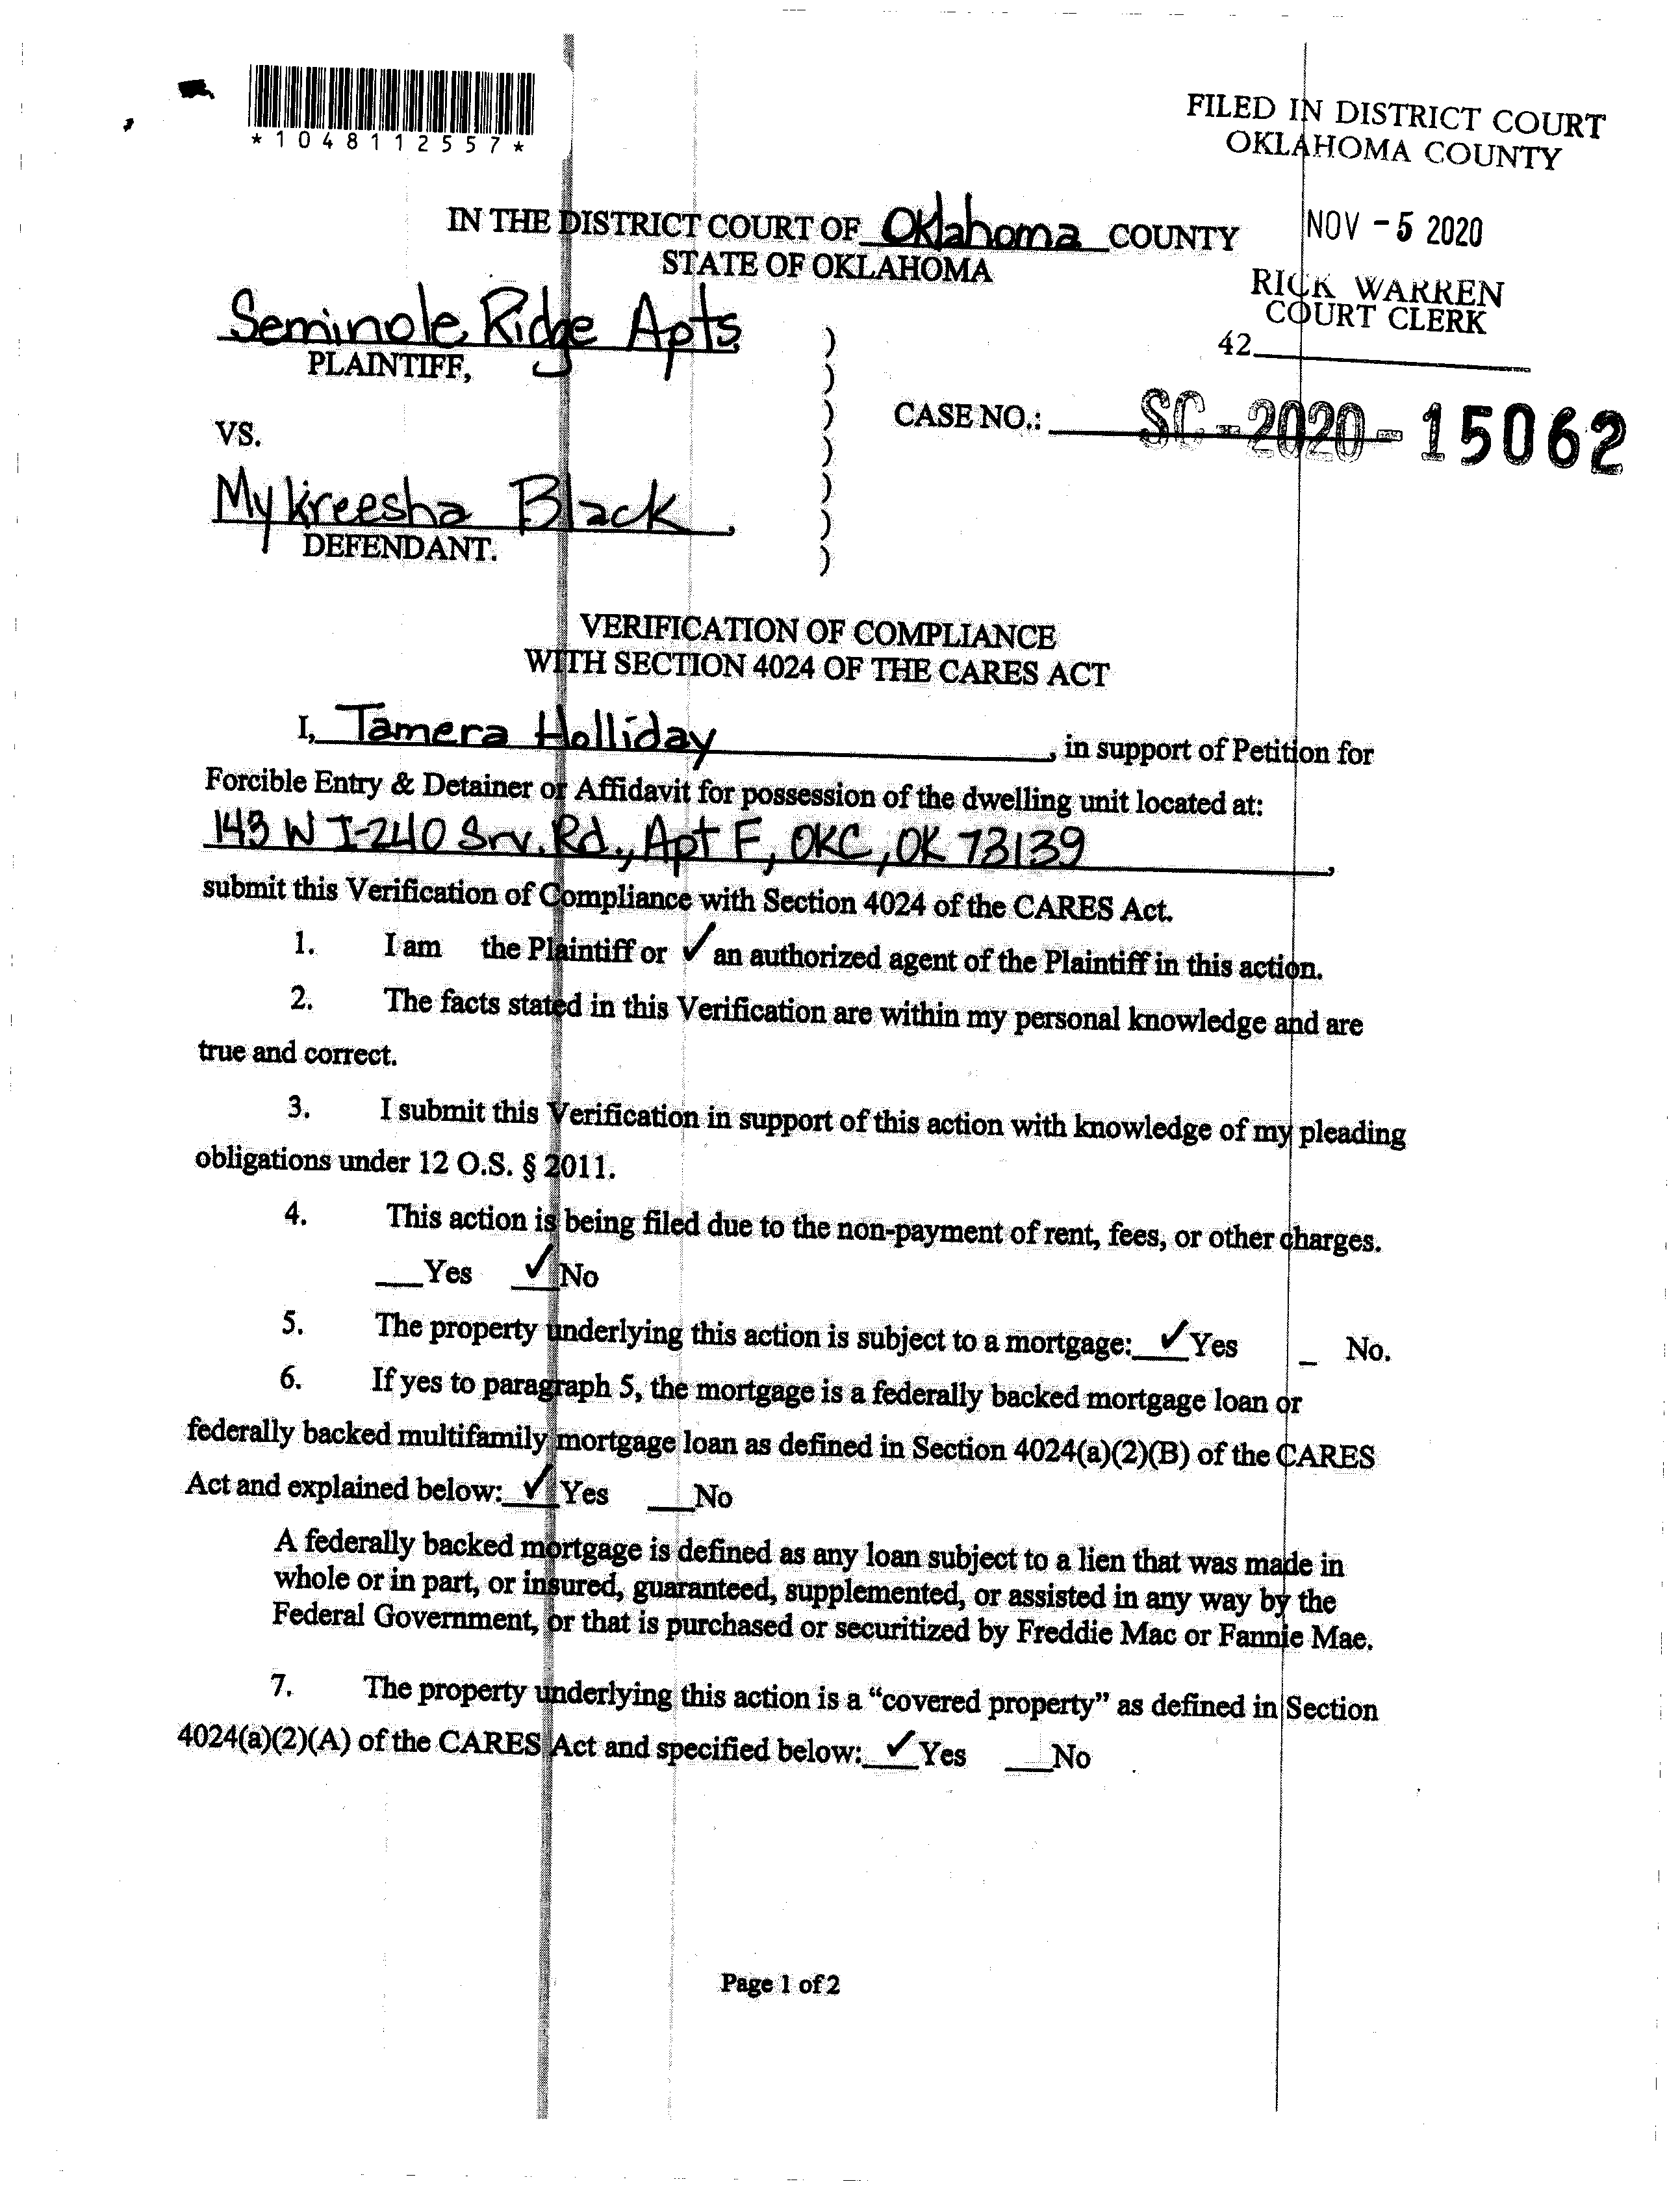 *1048112557*
FILED IN DISTRICT COURT
OKLAHOMA COUNTY
NOV - 5 2020
RICK WARREN
COURT CLERK
42
IN THE DISTRICT COURT OF Oklahoma COUNTY
STATE OF OKLAHOMA
Seminole Ridge Apts
PLAINTIFF,
CASE NO.: SC-2020-15062
VS.
Mykireesha Black,
DEFENDANT.
)
)
)
)
)
)
)
VERIFICATION OF COMPLIANCE
WITH SECTION 4024 OF THE CARES ACT
I, Tamera Holliday, in support of Petition for
Forcible Entry & Detainer or Affidavit for possession of the dwelling unit located at:
143 W I-240 Srv. Rd., Apt F, OKC, OK 73139,
submit this Verification of Compliance with Section 4024 of the CARES Act.
1. I am the Plaintiff or ✓ an authorized agent of the Plaintiff in this action.
2. The facts stated in this Verification are within my personal knowledge and are
true and correct.
3. I submit this Verification in support of this action with knowledge of my pleading
obligations under 12 O.S. § 2011.
4. This action is being filed due to the non-payment of rent, fees, or other charges.
___Yes ✓ No
5. The property underlying this action is subject to a mortgage: ✓ Yes _ No.
6. If yes to paragraph 5, the mortgage is a federally backed mortgage loan or
federally backed multifamily mortgage loan as defined in Section 4024(a)(2)(B) of the CARES
Act and explained below: ✓ Yes ___No
A federally backed mortgage is defined as any loan subject to a lien that was made in
whole or in part, or insured, guaranteed, supplemented, or assisted in any way by the
Federal Government, or that is purchased or securitized by Freddie Mac or Fannie Mae.
7. The property underlying this action is a “covered property” as defined in Section
4024(a)(2)(A) of the CARES Act and specified below: ✓ Yes ___No
Page 1 of 2